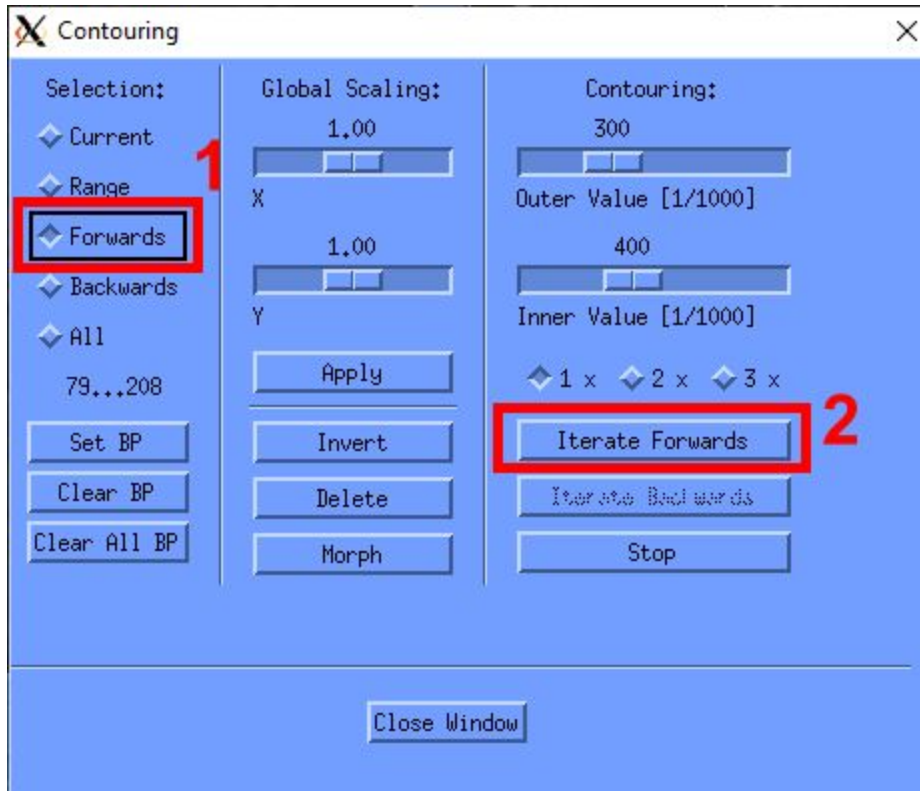 Contouring
Selection:
Current
Range
Forwards
Backwards
All
79...208
Set BP
Clear BP
Clear All BP
1
Global Scaling:
1.00
X
1.00
Y
Apply
Invert
Delete
Morph
Contouring:
300
Outer Value [1/1000]
400
Inner Value [1/1000]
1 x 2 x 3 x
Iterate Forwards
2
Iterate Backwards
Stop
Close Window